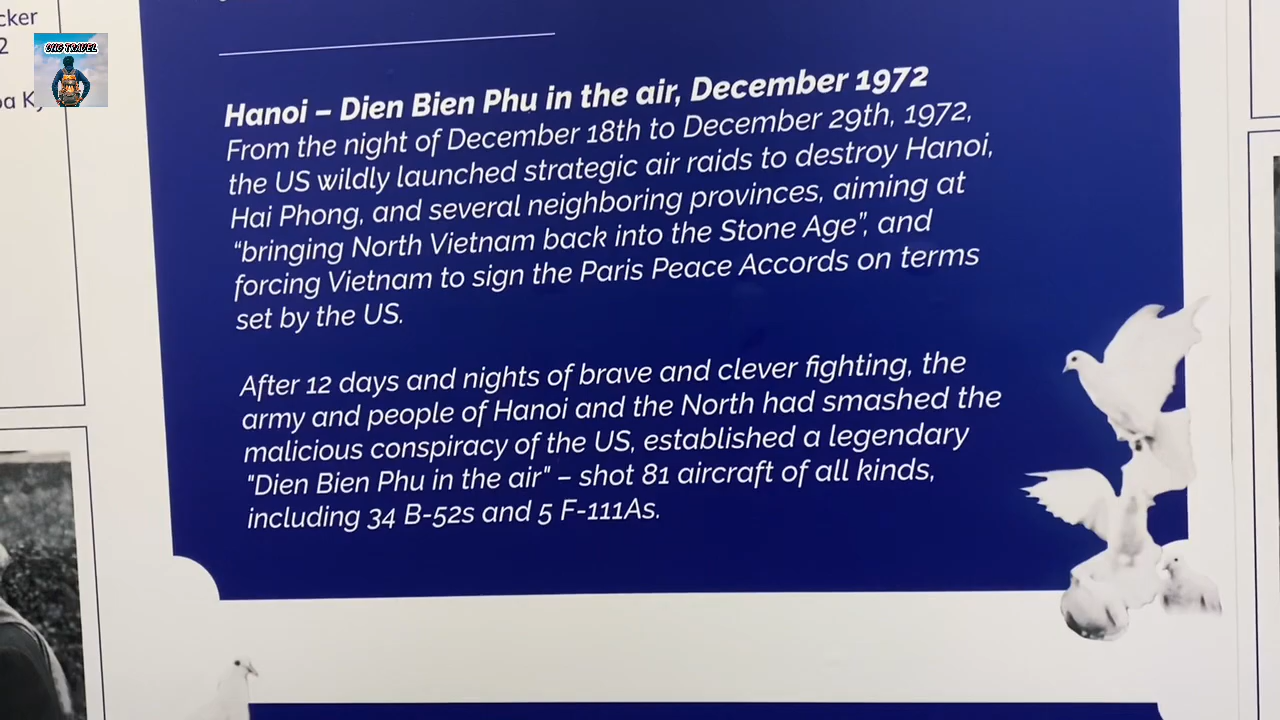 cker
2
DNG TRAVEL
Hanoi – Dien Bien Phu in the air, December 1972
From the night of December 18th to December 29th, 1972,
the US wildly launched strategic air raids to destroy Hanoi,
Hai Phong, and several neighboring provinces, aiming at
“bringing North Vietnam back into the Stone Age”, and
forcing Vietnam to sign the Paris Peace Accords on terms
set by the US.
After 12 days and nights of brave and clever fighting, the
army and people of Hanoi and the North had smashed the
malicious conspiracy of the US, established a legendary
"Dien Bien Phu in the air" – shot 81 aircraft of all kinds,
including 34 B-52s and 5 F-111As.